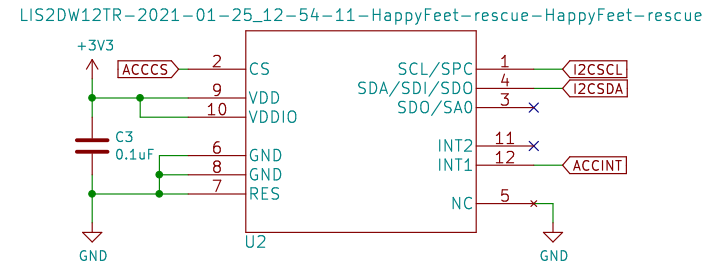 LIS2DW12TR-2021-01-25_12-54-11-HappyFeet-rescue-HappyFeet-rescue
+3V3
ACCCS 2 CS SCL/SPC 1 I2CSCL
SDA/SDI/SDO 4 I2CSDA
9 VDD SDO/SA0 3
10 VDDIO
C3
0.1uF
INT2 11
6 GND INT1 12 ACCINT
8 GND
7 RES NC 5
U2
GND GND